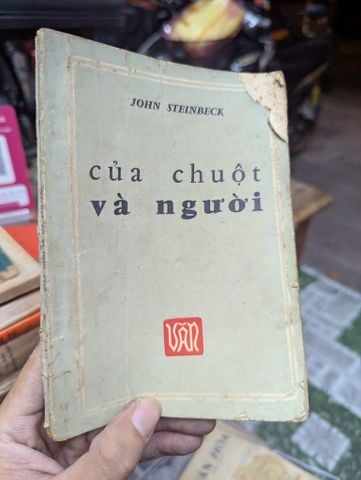 JOHN STEINBECK
của chuột
và người
VĂN